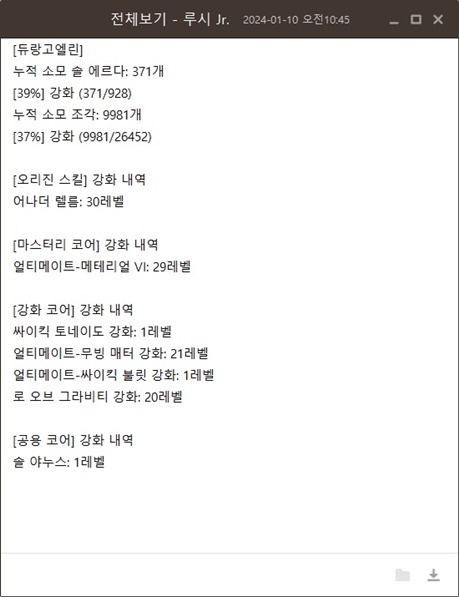 전체보기 - 루시 Jr. 2024-01-10 오전10:45
[듀랑고엘린]
누적 소모 솔 에르다: 371개
[39%] 강화 (371/928)
누적 소모 조각: 9981개
[37%] 강화 (9981/26452)
[오리진 스킬] 강화 내역
어나더 렐름: 30레벨
[마스터리 코어] 강화 내역
얼티메이트-메테리얼 VI: 29레벨
[강화 코어] 강화 내역
싸이킥 토네이도 강화: 1레벨
얼티메이트-무빙 매터 강화: 21레벨
얼티메이트-싸이킥 불릿 강화: 1레벨
로 오브 그라비티 강화: 20레벨
[공용 코어] 강화 내역
솔 야누스: 1레벨